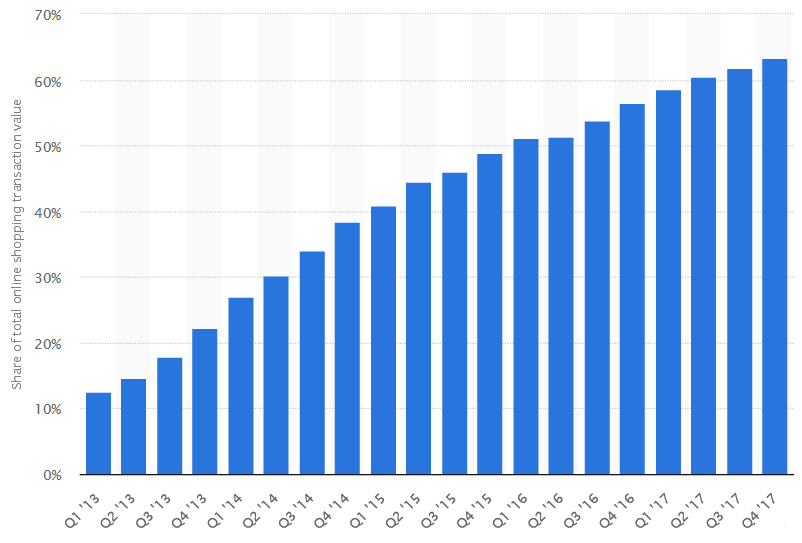 Share of total online shopping transaction value
70%
60%
50%
40%
30%
20%
10%
0%
Q1 '13
Q2 '13
Q3 '13
Q4 '13
Q1 '14
Q2 '14
Q3 '14
Q4 '14
Q1 '15
Q2 '15
Q3 '15
Q4 '15
Q1 '16
Q2 '16
Q3 '16
Q4 '16
Q1 '17
Q2 '17
Q3 '17
Q4 '17